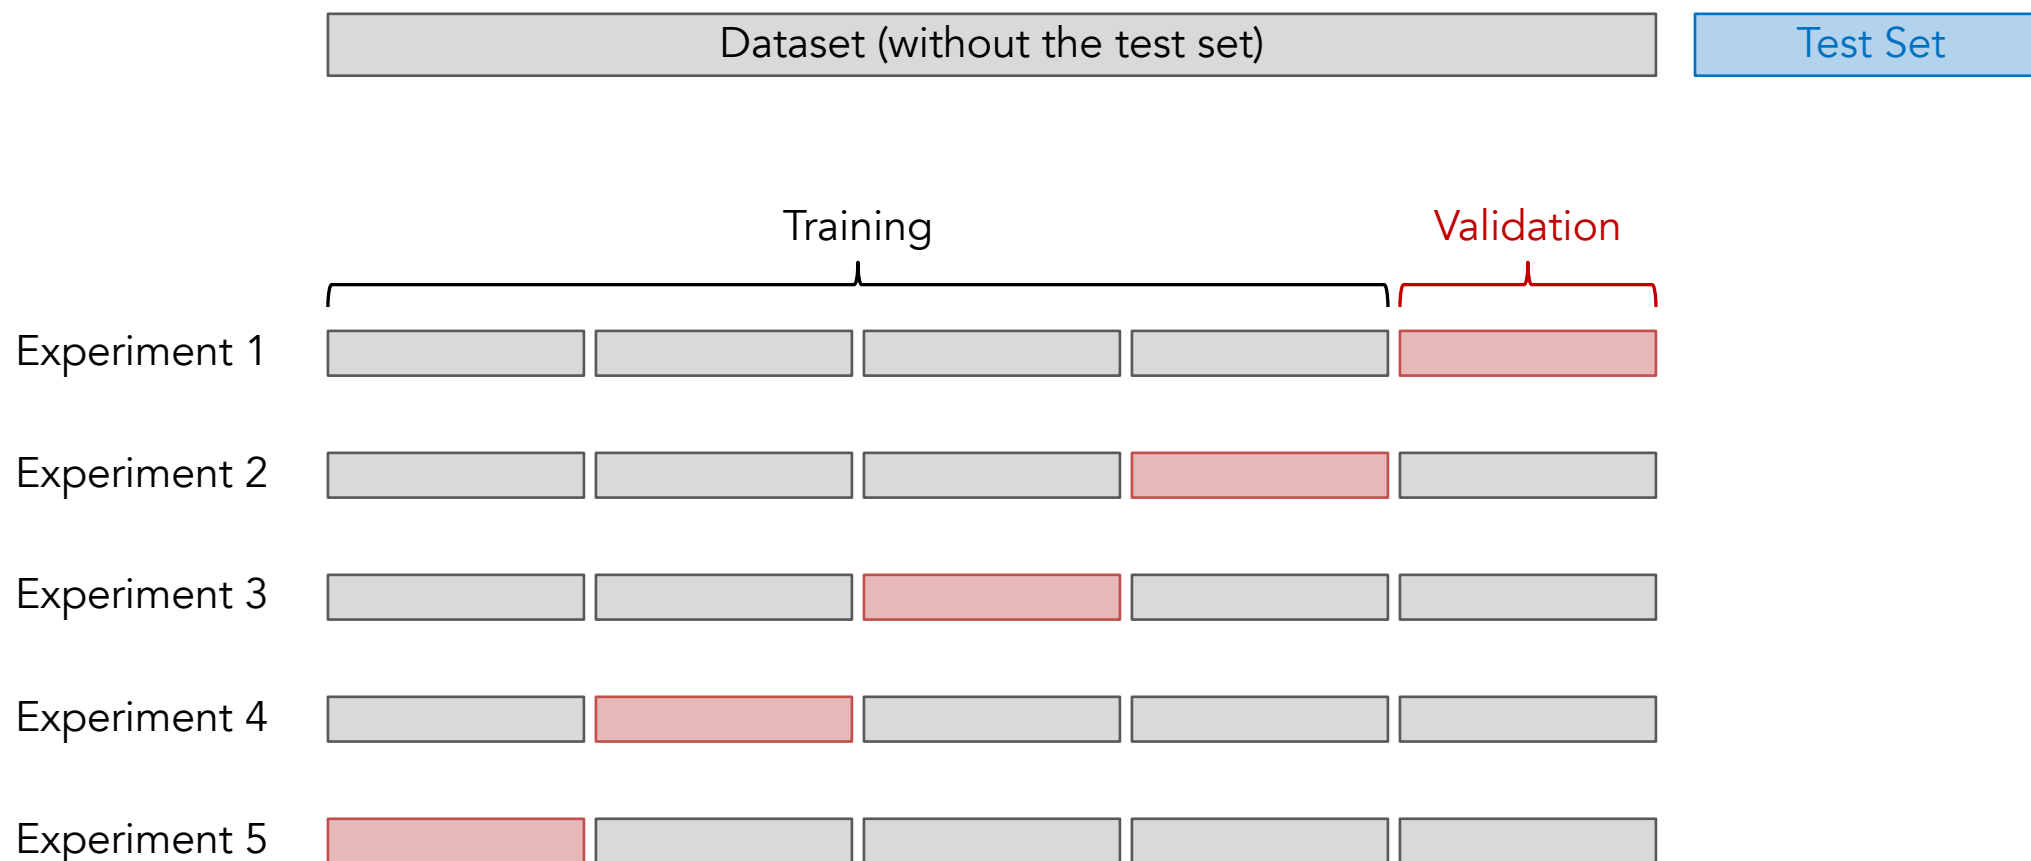 Dataset (without the test set)
Test Set
Training
Validation
Experiment 1
Experiment 2
Experiment 3
Experiment 4
Experiment 5